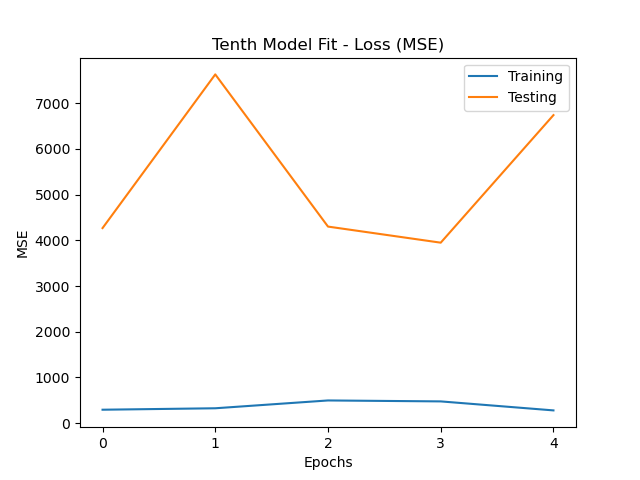 Tenth Model Fit - Loss (MSE)
Training
Testing
7000
6000
5000
4000
3000
2000
1000
0
MSE
0 1 2 3 4
Epochs